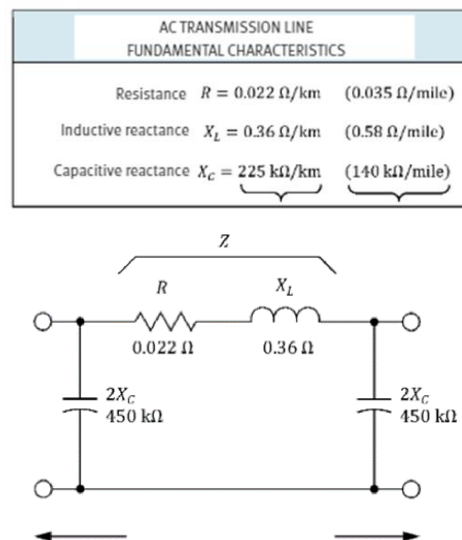 AC TRANSMISSION LINE
FUNDAMENTAL CHARACTERISTICS
Resistance R = 0.022 Ω/km (0.035 Ω/mile)
Inductive reactance X_L = 0.36 Ω/km (0.58 Ω/mile)
Capacitive reactance X_C = 225 kΩ/km (140 kΩ/mile)
Z
R X_L
0.022 Ω 0.36 Ω
2X_C 2X_C
450 kΩ 450 kΩ